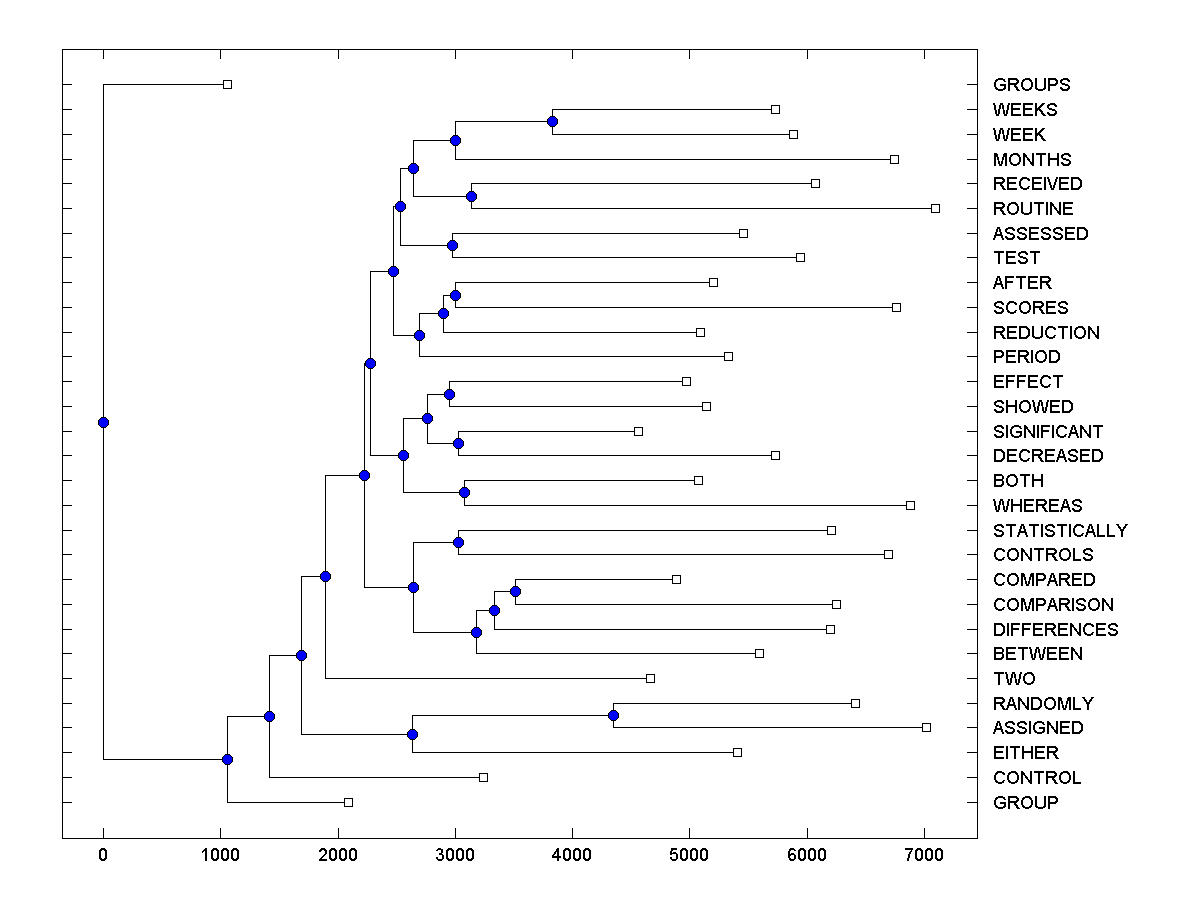 GROUPS
WEEKS
WEEK
MONTHS
RECEIVED
ROUTINE
ASSESSED
TEST
AFTER
SCORES
REDUCTION
PERIOD
EFFECT
SHOWED
SIGNIFICANT
DECREASED
BOTH
WHEREAS
STATISTICALLY
CONTROLS
COMPARED
COMPARISON
DIFFERENCES
BETWEEN
TWO
RANDOMLY
ASSIGNED
EITHER
CONTROL
GROUP
0 1000 2000 3000 4000 5000 6000 7000